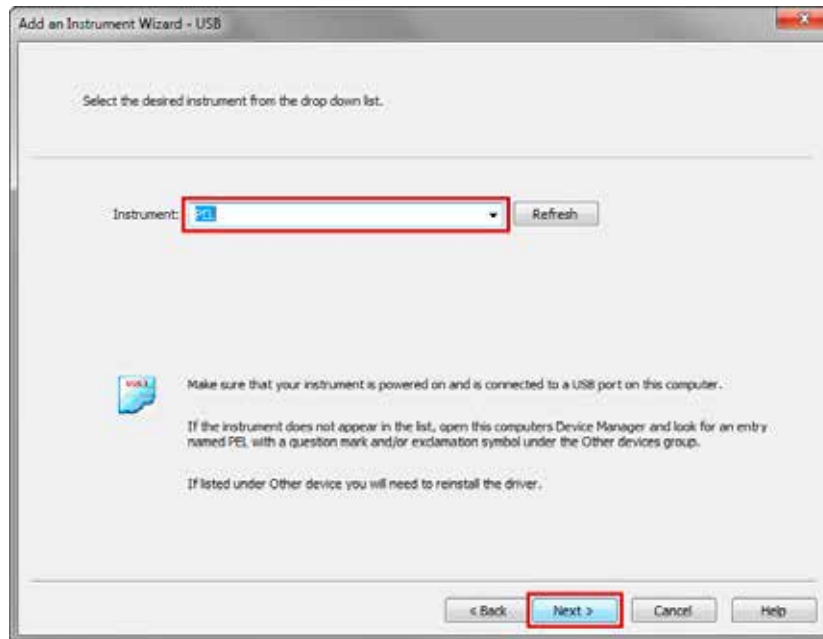 Add an Instrument Wizard - USB
Select the desired instrument from the drop down list.
Instrument: PEL Refresh
Make sure that your instrument is powered on and is connected to a USB port on this computer.
If the instrument does not appear in the list, open this computers Device Manager and look for an entry
named PEL with a question mark and/or exclamation symbol under the Other devices group.
If listed under Other device you will need to reinstall the driver.
< Back Next > Cancel Help